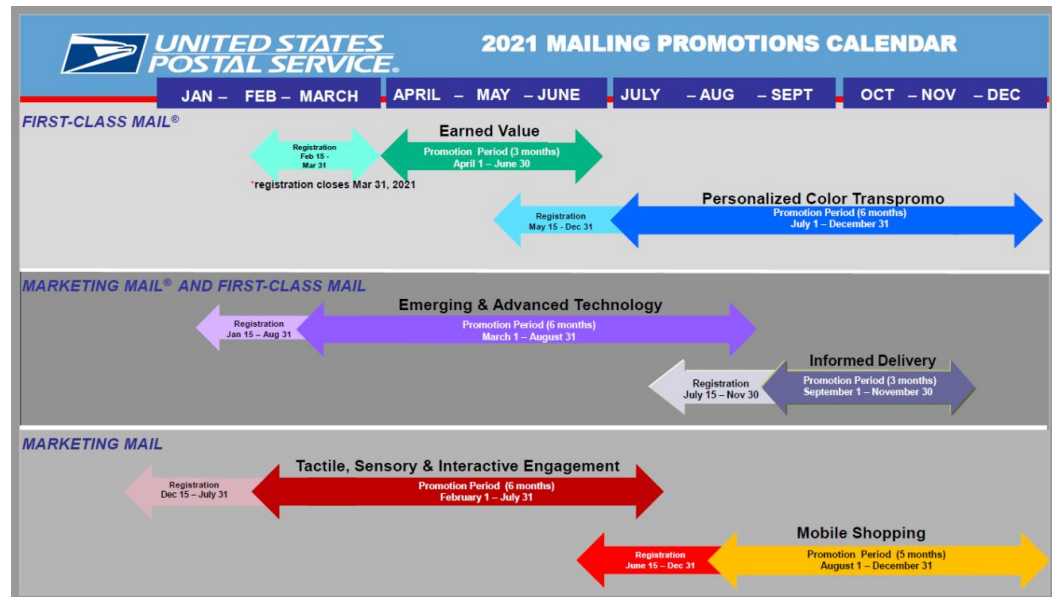 UNITED STATES
POSTAL SERVICE®
2021 MAILING PROMOTIONS CALENDAR
JAN – FEB – MARCH APRIL – MAY – JUNE JULY – AUG – SEPT OCT – NOV – DEC
FIRST-CLASS MAIL®
Earned Value
Registration
Feb 15 -
Mar 31
Promotion Period (3 months)
April 1 – June 30
*registration closes Mar 31, 2021
Personalized Color Transpromo
Registration
May 15 - Dec 31
Promotion Period (6 months)
July 1 – December 31
MARKETING MAIL® AND FIRST-CLASS MAIL
Emerging & Advanced Technology
Registration
Jan 15 – Aug 31
Promotion Period (6 months)
March 1 – August 31
Informed Delivery
Registration
July 15 – Nov 30
Promotion Period (3 months)
September 1 – November 30
MARKETING MAIL
Tactile, Sensory & Interactive Engagement
Registration
Dec 15 – July 31
Promotion Period (6 months)
February 1 – July 31
Mobile Shopping
Registration
June 15 – Dec 31
Promotion Period (5 months)
August 1 – December 31